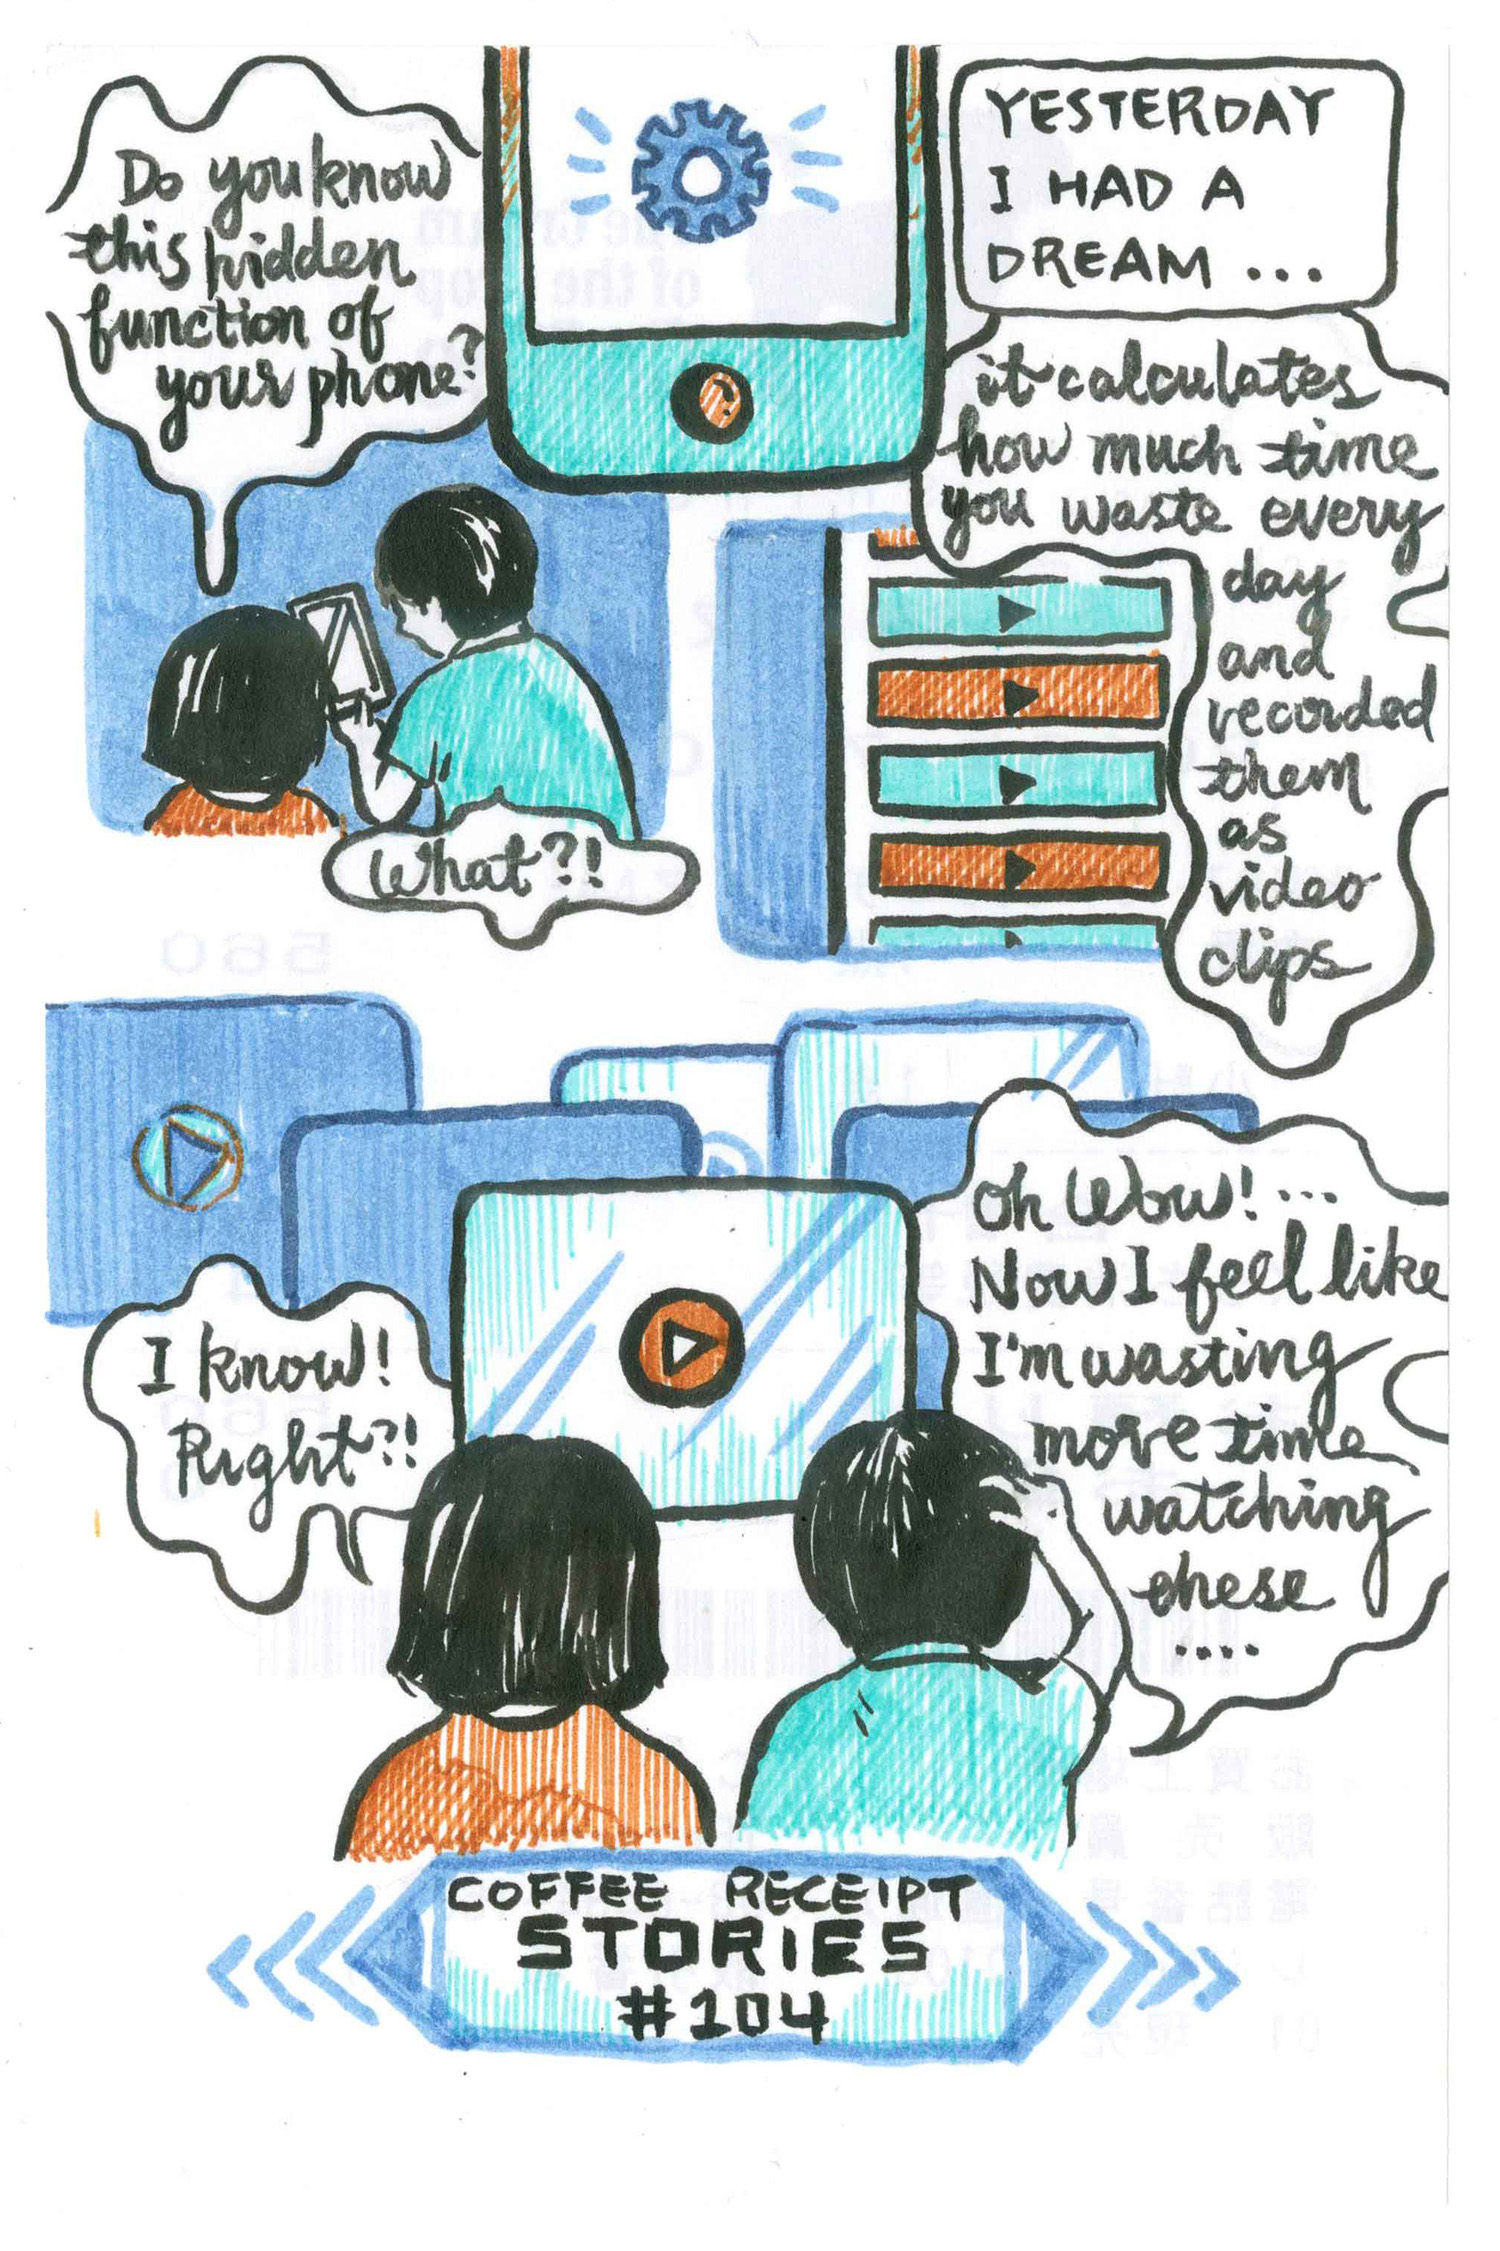 YESTERDAY
I HAD A
DREAM...
Do you know
this hidden
function of
your phone?
What?!
it calculates
how much time
you waste every
day
and
recorded
them
as
video
clips
I know!
Right?!
Oh Wow!...
Now I feel like
I'm wasting
more time
watching
these
....
COFFEE RECEIPT
STORIES
#104
560